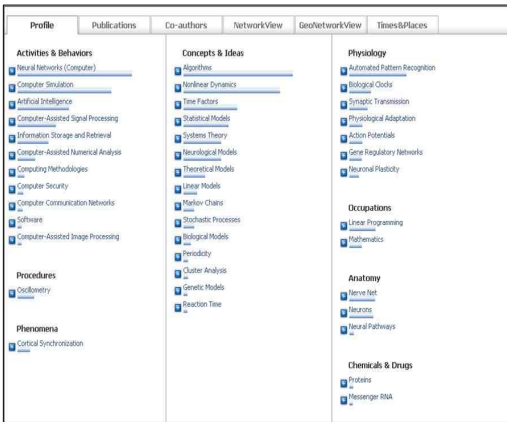 Profile
Publications
Co-authors
NetworkView
GeoNetworkView
Times&Places
Activities & Behaviors
Neural Networks (Computer)
Computer Simulation
Artificial Intelligence
Computer-Assisted Signal Processing
Information Storage and Retrieval
Computer-Assisted Numerical Analysis
Computing Methodologies
Computer Security
Computer Communication Networks
Software
Computer-Assisted Image Processing
Procedures
Oscillometry
Phenomena
Cortical Synchronization
Concepts & Ideas
Algorithms
Nonlinear Dynamics
Time Factors
Statistical Models
Systems Theory
Neurological Models
Theoretical Models
Linear Models
Markov Chains
Stochastic Processes
Biological Models
Periodicity
Cluster Analysis
Genetic Models
Reaction Time
Physiology
Automated Pattern Recognition
Biological Clocks
Synaptic Transmission
Physiological Adaptation
Action Potentials
Gene Regulatory Networks
Neuronal Plasticity
Occupations
Linear Programming
Mathematics
Anatomy
Nerve Net
Neurons
Neural Pathways
Chemicals & Drugs
Proteins
Messenger RNA